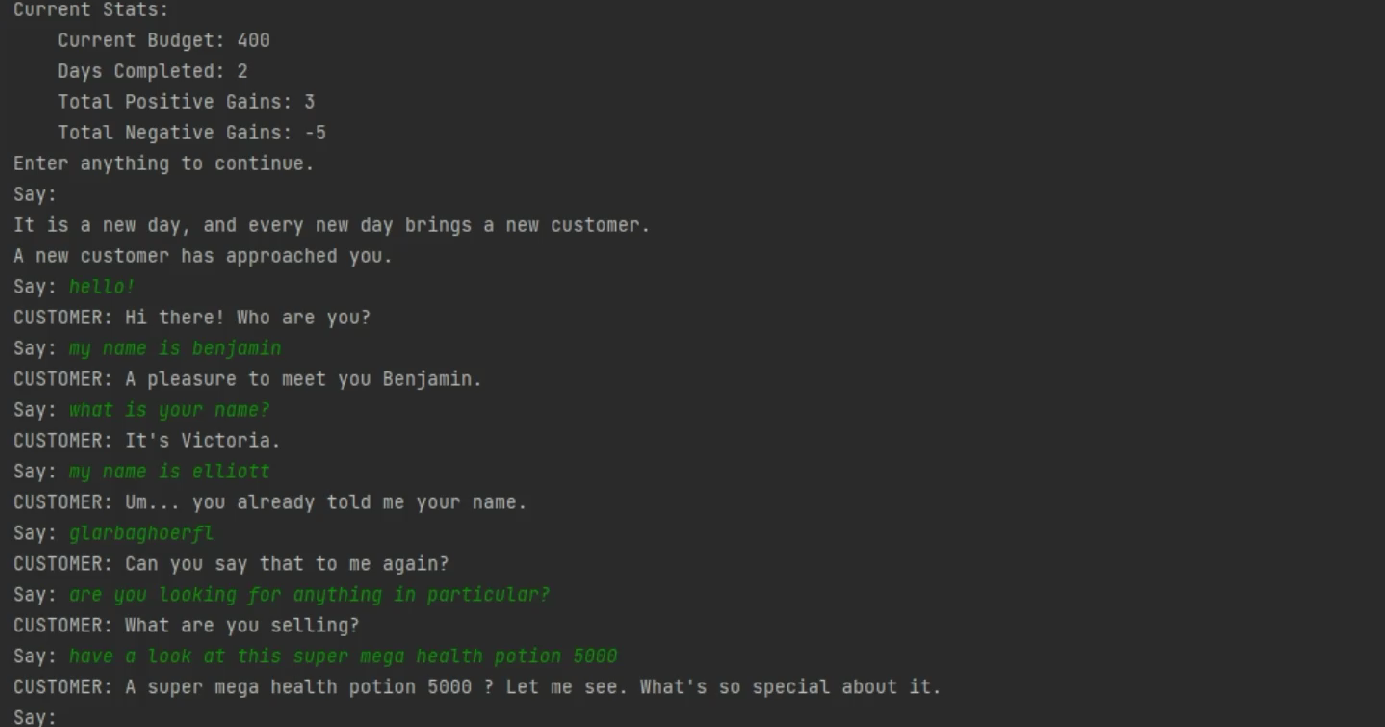 Current Stats:
Current Budget: 400
Days Completed: 2
Total Positive Gains: 3
Total Negative Gains: -5
Enter anything to continue.
Say:
It is a new day, and every new day brings a new customer.
A new customer has approached you.
Say: hello!
CUSTOMER: Hi there! Who are you?
Say: my name is benjamin
CUSTOMER: A pleasure to meet you Benjamin.
Say: what is your name?
CUSTOMER: It's Victoria.
Say: my name is elliott
CUSTOMER: Um... you already told me your name.
Say: glarbaghoerfl
CUSTOMER: Can you say that to me again?
Say: are you looking for anything in particular?
CUSTOMER: What are you selling?
Say: have a look at this super mega health potion 5000
CUSTOMER: A super mega health potion 5000 ? Let me see. What's so special about it.
Say: